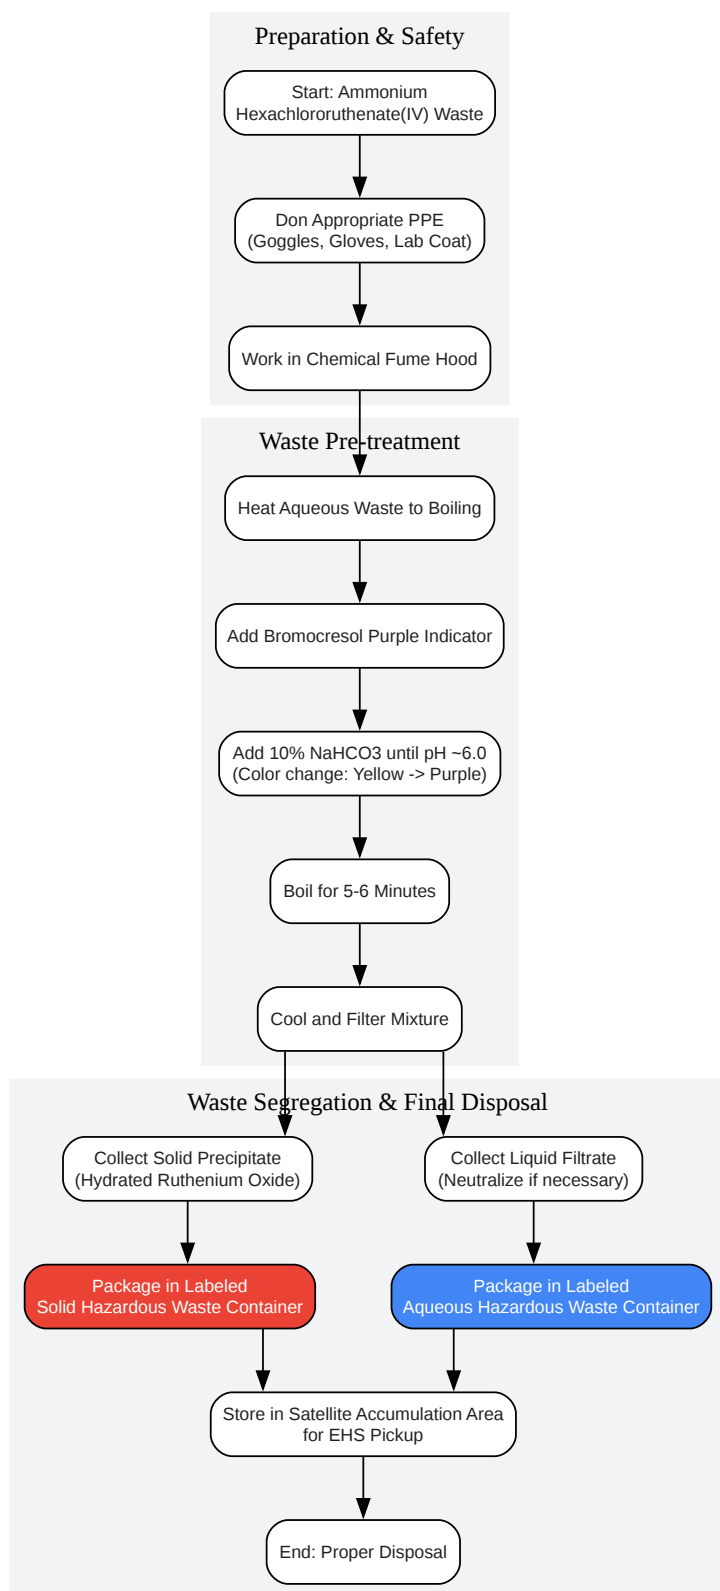 Preparation & Safety
Start: Ammonium
Hexachlororuthenate(IV) Waste
Don Appropriate PPE
(Goggles, Gloves, Lab Coat)
Work in Chemical Fume Hood
Waste Pre-treatment
Heat Aqueous Waste to Boiling
Add Bromocresol Purple Indicator
Add 10% NaHCO3 until pH ~6.0
(Color change: Yellow -> Purple)
Boil for 5-6 Minutes
Cool and Filter Mixture
Waste Segregation & Final Disposal
Collect Solid Precipitate
(Hydrated Ruthenium Oxide)
Collect Liquid Filtrate
(Neutralize if necessary)
Package in Labeled
Solid Hazardous Waste Container
Package in Labeled
Aqueous Hazardous Waste Container
Store in Satellite Accumulation Area
for EHS Pickup
End: Proper Disposal